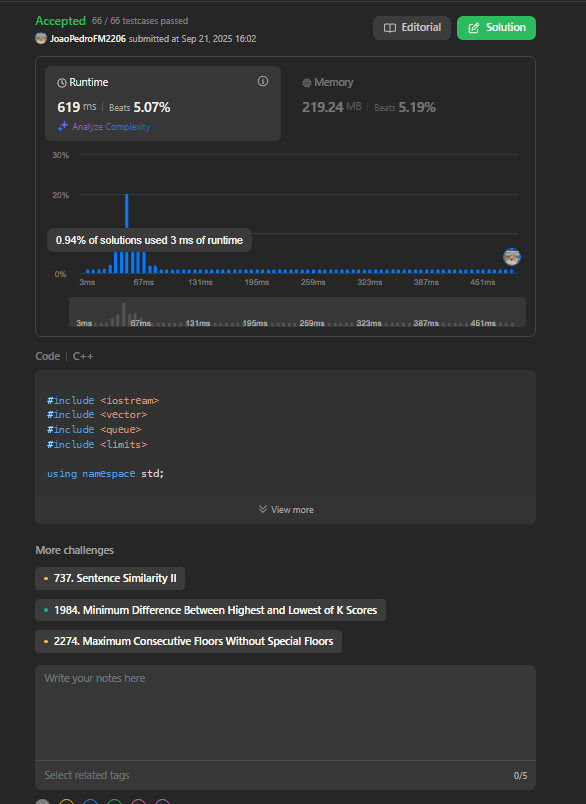 Accepted 66 / 66 testcases passed
JoaoPedroFM2206 submitted at Sep 21, 2025 16:02
Editorial
Solution
Runtime
619 ms | Beats 5.07%
Analyze Complexity
Memory
219.24 MB | Beats 5.19%
30%
20%
0.94% of solutions used 3 ms of runtime
0%
3ms 67ms 131ms 195ms 259ms 323ms 387ms 451ms
3ms 67ms 131ms 195ms 259ms 323ms 387ms 451ms
Code | C++
#include <iostream>
#include <vector>
#include <queue>
#include <limits>
using namespace std;
View more
More challenges
737. Sentence Similarity II
1984. Minimum Difference Between Highest and Lowest of K Scores
2274. Maximum Consecutive Floors Without Special Floors
Write your notes here
Select related tags
0/5